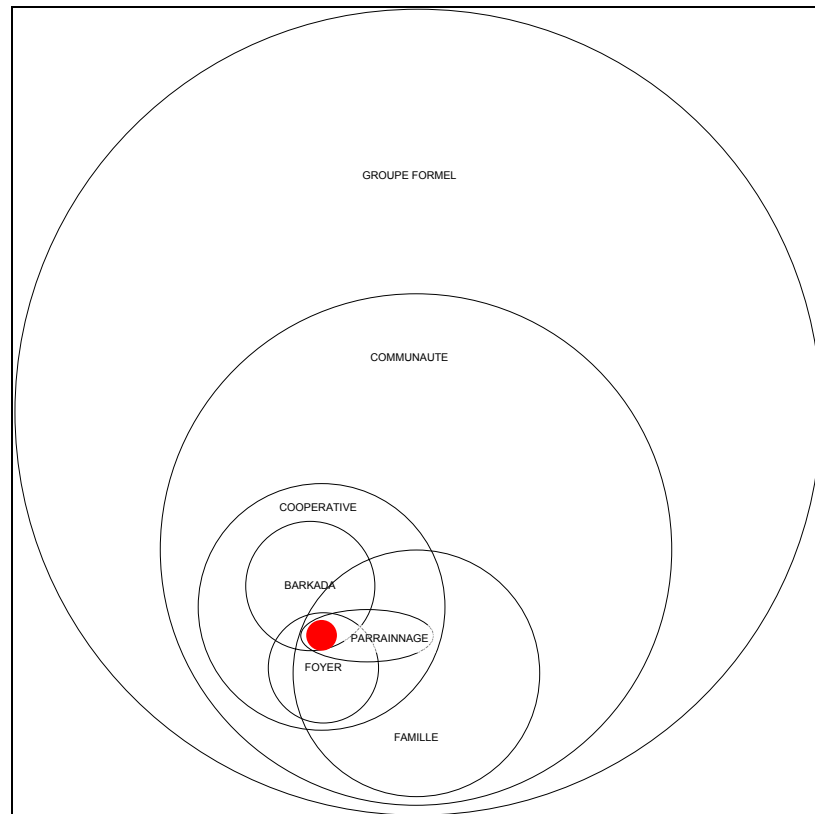 GROUPE FORMEL
COMMUNAUTE
COOPERATIVE
BARKADA
PARRAINNAGE
FOYER
FAMILLE